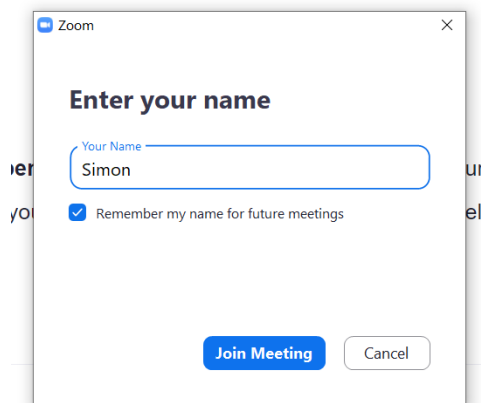 Zoom
Enter your name
Your Name
Simon
Remember my name for future meetings
Join Meeting Cancel